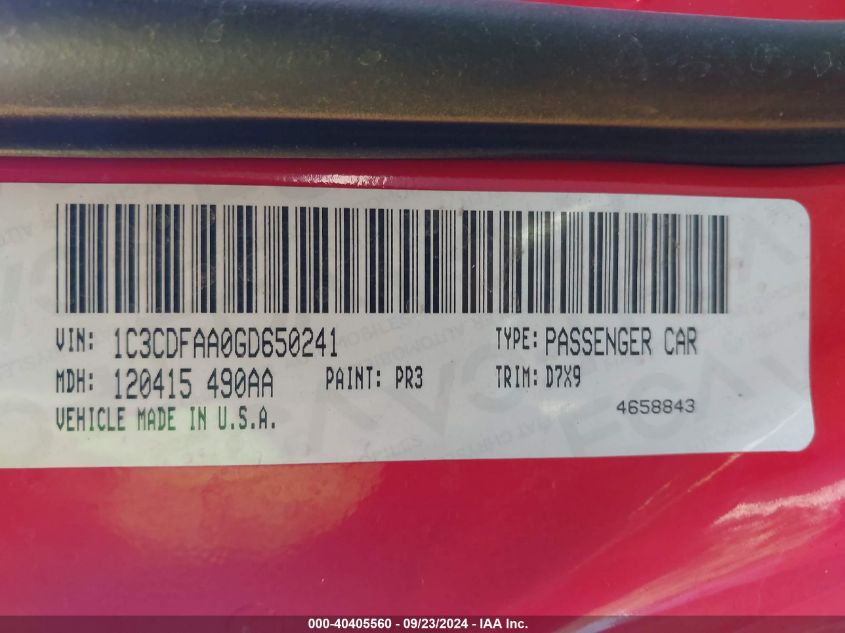 VIN: 1C3CDFAA0GD650241 TYPE: PASSENGER CAR
MDH: 120415 490AA PAINT: PR3 TRIM: D7X9
VEHICLE MADE IN U.S.A. 4658843
000-40405560 - 09/23/2024 - IAA Inc.